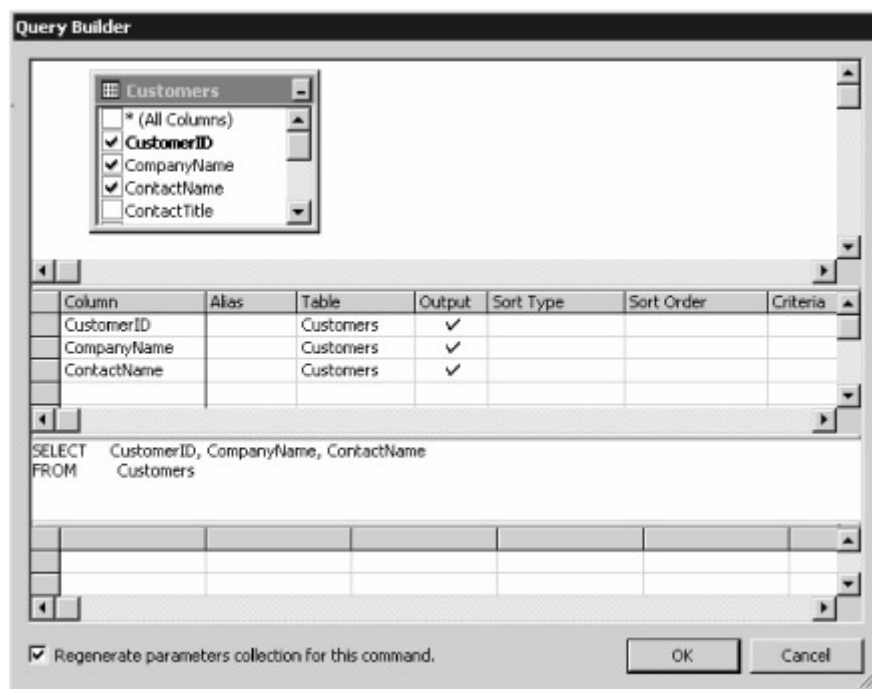 Query Builder
Customers
* (All Columns)
CustomerID
CompanyName
ContactName
ContactTitle
Column Alias Table Output Sort Type Sort Order Criteria
CustomerID Customers
CompanyName Customers
ContactName Customers
SELECT CustomerID, CompanyName, ContactName
FROM Customers
Regenerate parameters collection for this command.
OK Cancel